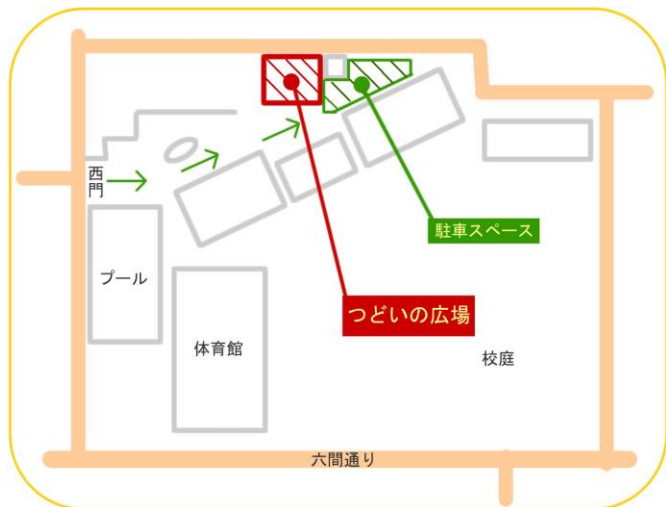 西門
駐車スペース
プール
つどいの広場
体育館
校庭
六間通り